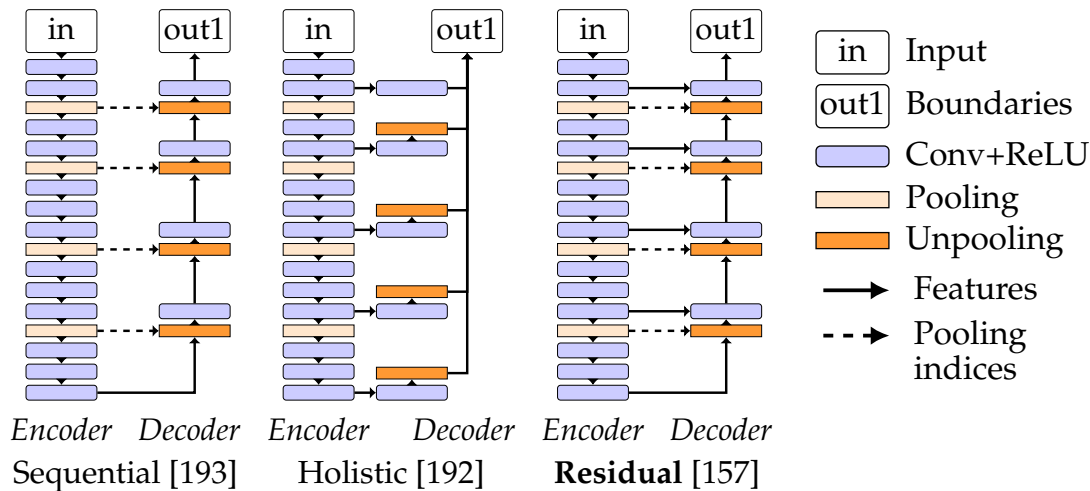 in out1 in out1 in out1
in Input
out1 Boundaries
Conv+ReLU
Pooling
Unpooling
Features
Pooling
indices
Encoder Decoder Encoder Decoder Encoder Decoder
Sequential [193] Holistic [192] Residual [157]